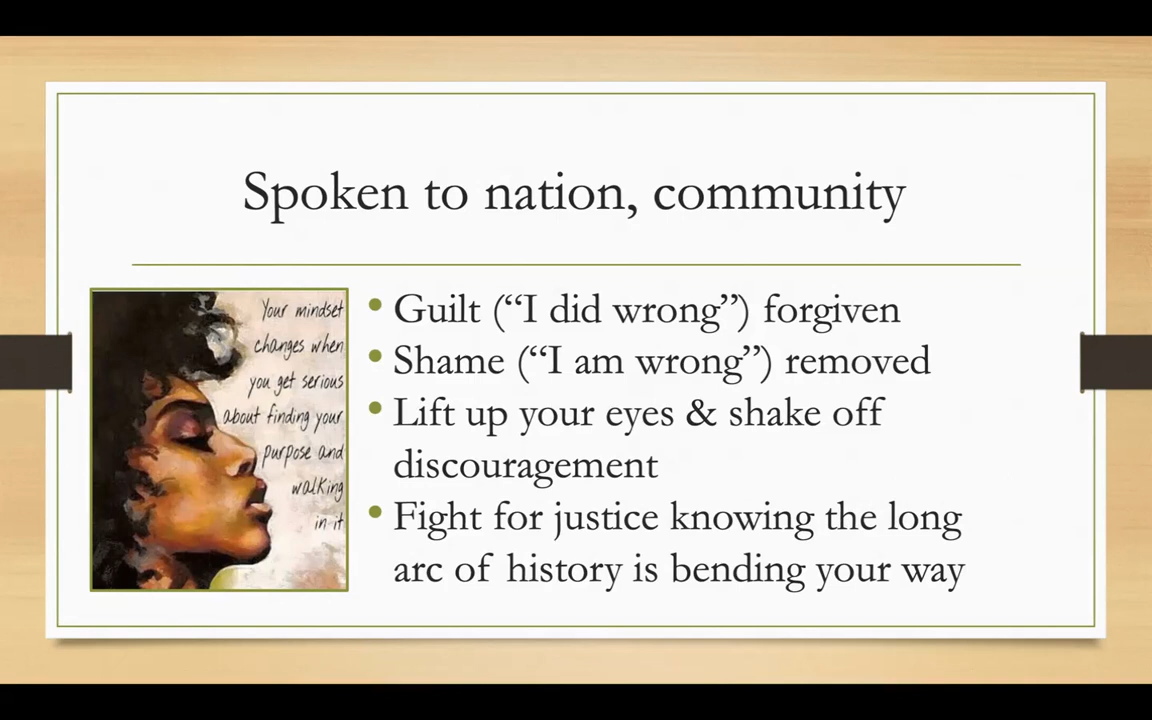 Spoken to nation, community
Your mindset
changes when
you get serious
about finding your
purpose and
walking
in it
• Guilt (“I did wrong”) forgiven
• Shame (“I am wrong”) removed
• Lift up your eyes & shake off
discouragement
• Fight for justice knowing the long
arc of history is bending your way